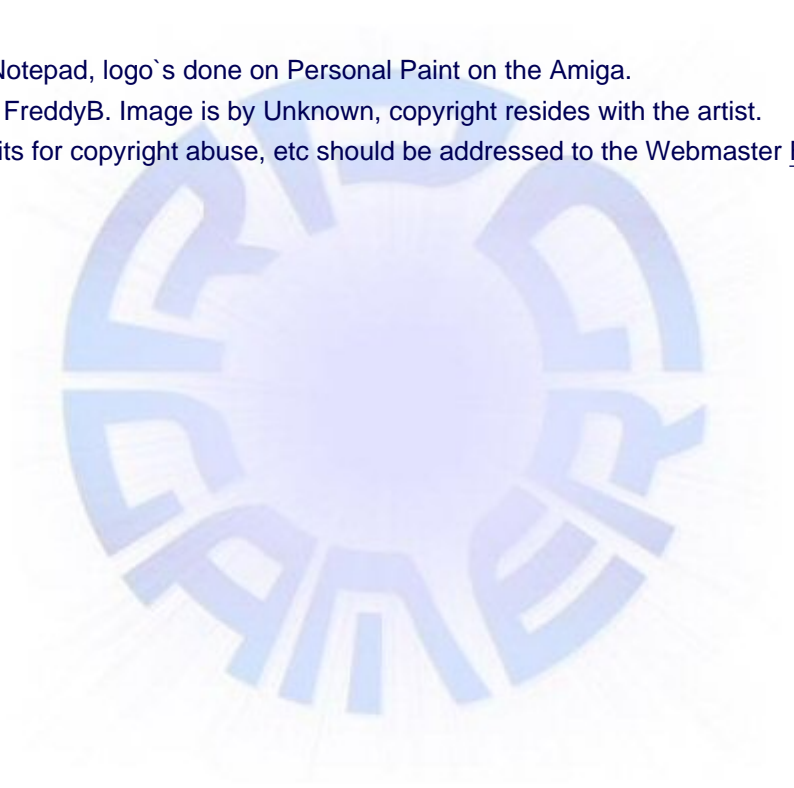 Notepad, logo`s done on Personal Paint on the Amiga.
FreddyB. Image is by Unknown, copyright resides with the artist.
its for copyright abuse, etc should be addressed to the Webmaster